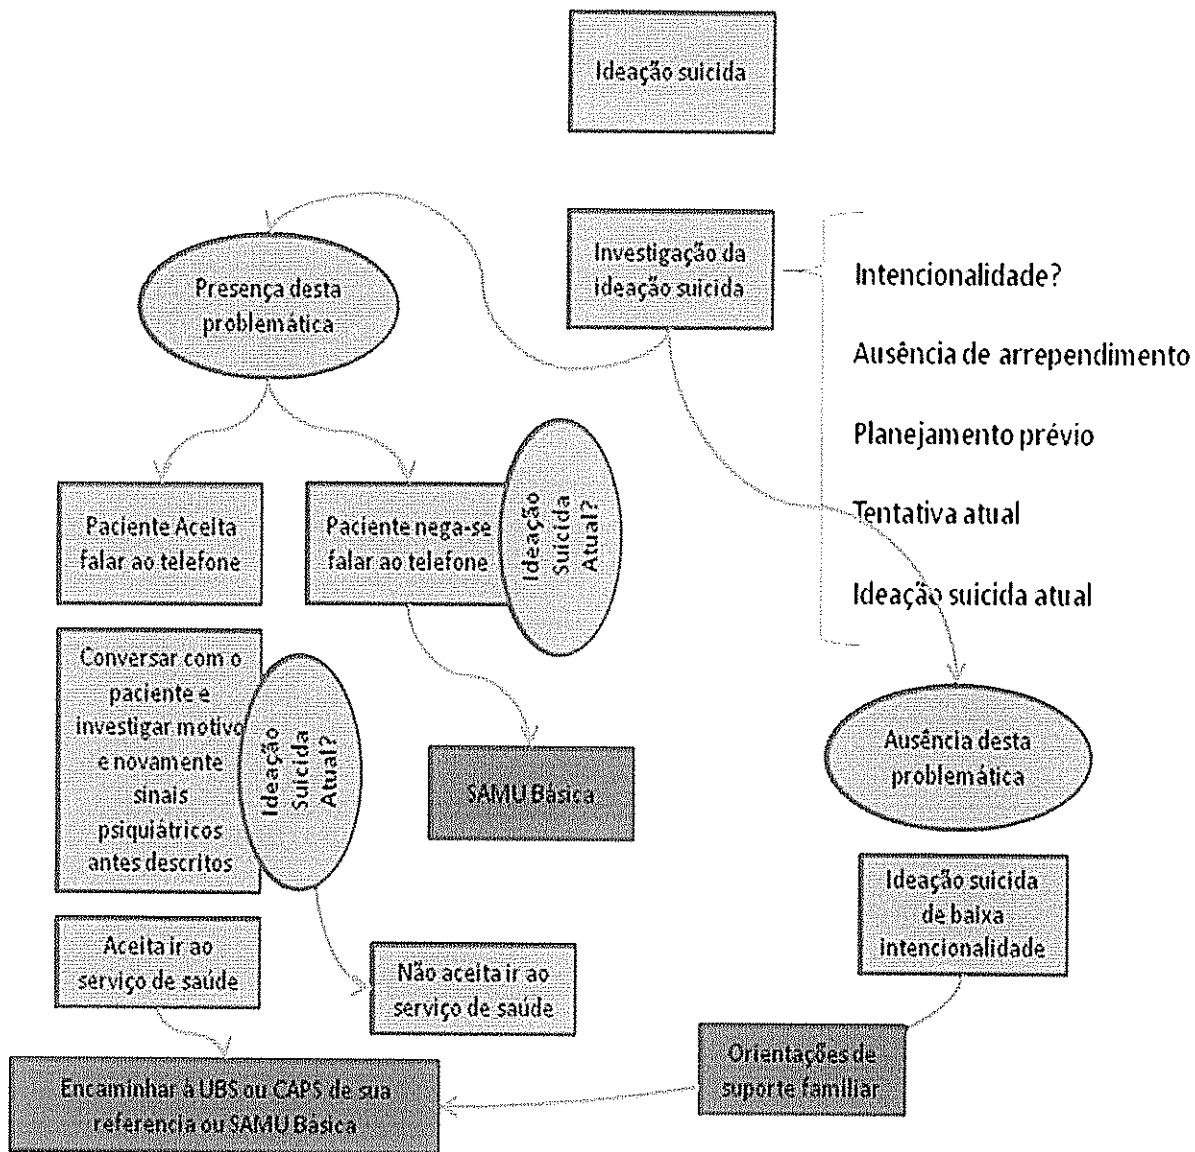 Ideação suicida
Investigação da
ideação suicida
Intencionalidade?
Ausência de arrependimento
Planejamento prévio
Tentativa atual
Ideação suicida atual
Presença desta
problemática
Paciente Aceita
falar ao telefone
Paciente nega-se
falar ao telefone
Ideação
Suicida
Atual?
Conversar com o
paciente e
investigar motivo
e novamente
sinais
psiquiátricos
antes descritos
Ideação
Suicida
Atual?
SAMU Básica
Ausência desta
problemática
Ideação suicida
de baixa
intencionalidade
Aceita ir ao
serviço de saúde
Não aceita ir ao
serviço de saúde
Orientações de
suporte familiar
Encaminhar à UBS ou CAPS de sua
referencia ou SAMU Básica